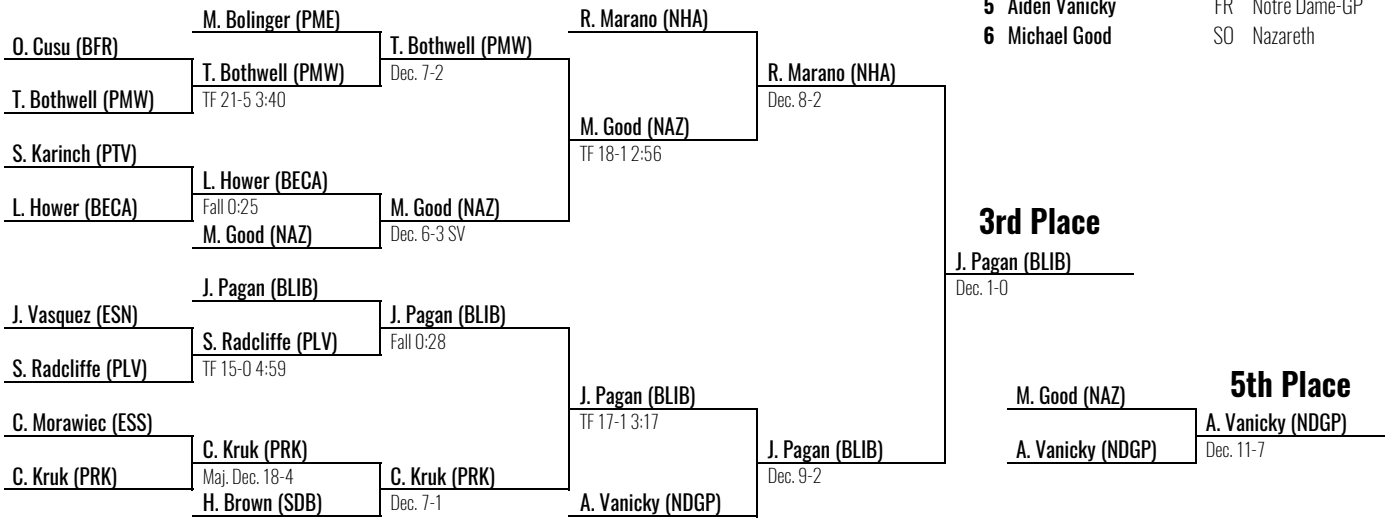 5 Aiden Vanicky FR Notre Dame-GP
6 Michael Good SO Nazareth
M. Bolinger (PME)
O. Cusu (BFR)
T. Bothwell (PMW)
T. Bothwell (PMW)
TF 21-5 3:40
T. Bothwell (PMW)
Dec. 7-2
S. Karinch (PTV)
L. Hower (BECA)
L. Hower (BECA)
Fall 0:25
M. Good (NAZ)
M. Good (NAZ)
Dec. 6-3 SV
J. Pagan (BLIB)
J. Vasquez (ESN)
S. Radcliffe (PLV)
S. Radcliffe (PLV)
TF 15-0 4:59
J. Pagan (BLIB)
Fall 0:28
C. Morawiec (ESS)
C. Kruk (PRK)
C. Kruk (PRK)
Maj. Dec. 18-4
H. Brown (SDB)
C. Kruk (PRK)
Dec. 7-1
R. Marano (NHA)
M. Good (NAZ)
TF 18-1 2:56
R. Marano (NHA)
Dec. 8-2
J. Pagan (BLIB)
TF 17-1 3:17
A. Vanicky (NDGP)
J. Pagan (BLIB)
Dec. 9-2
3rd Place
J. Pagan (BLIB)
Dec. 1-0
5th Place
M. Good (NAZ)
A. Vanicky (NDGP)
A. Vanicky (NDGP)
Dec. 11-7